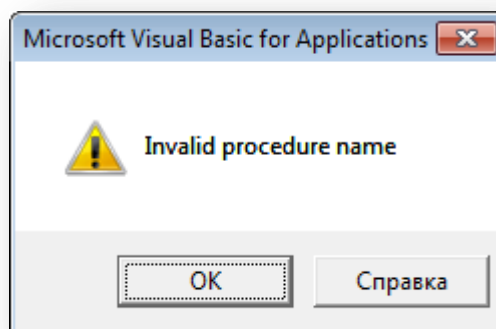 Microsoft Visual Basic for Applications
Invalid procedure name
OK Справка